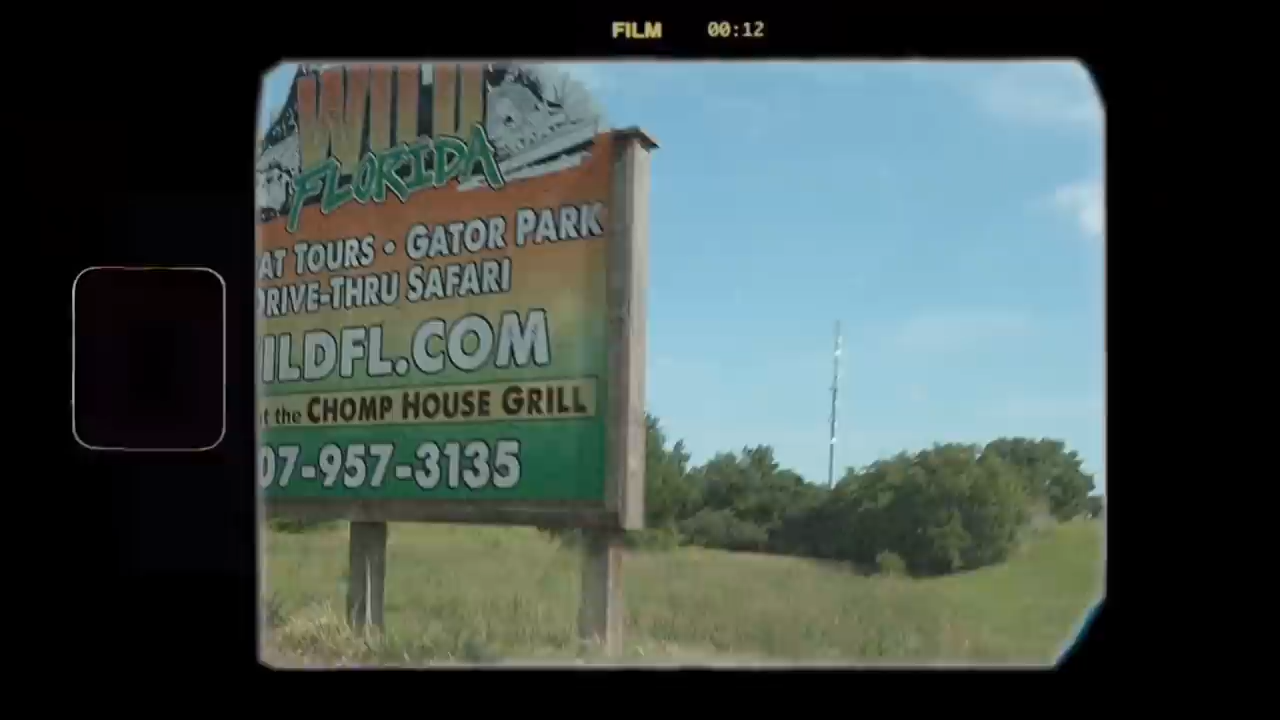 FILM 00:12
WILD
FLORIDA
AT TOURS • GATOR PARK
DRIVE-THRU SAFARI
ILDFL.COM
t the CHOMP HOUSE GRILL
07-957-3135